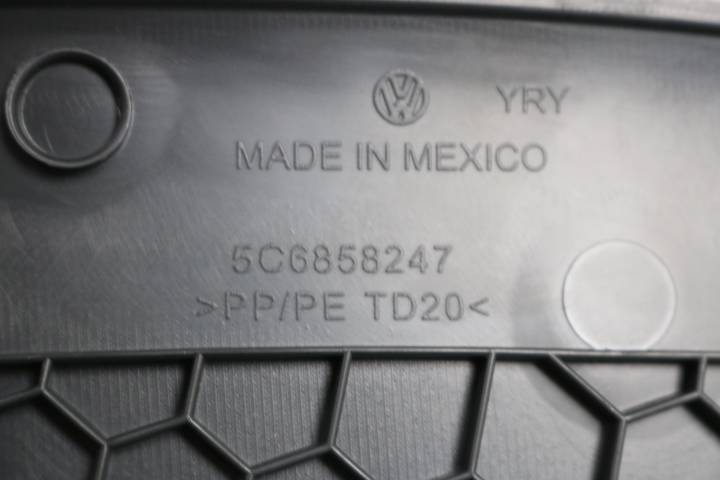 YRY
MADE IN MEXICO
5C6858247
>PP/PE TD20<